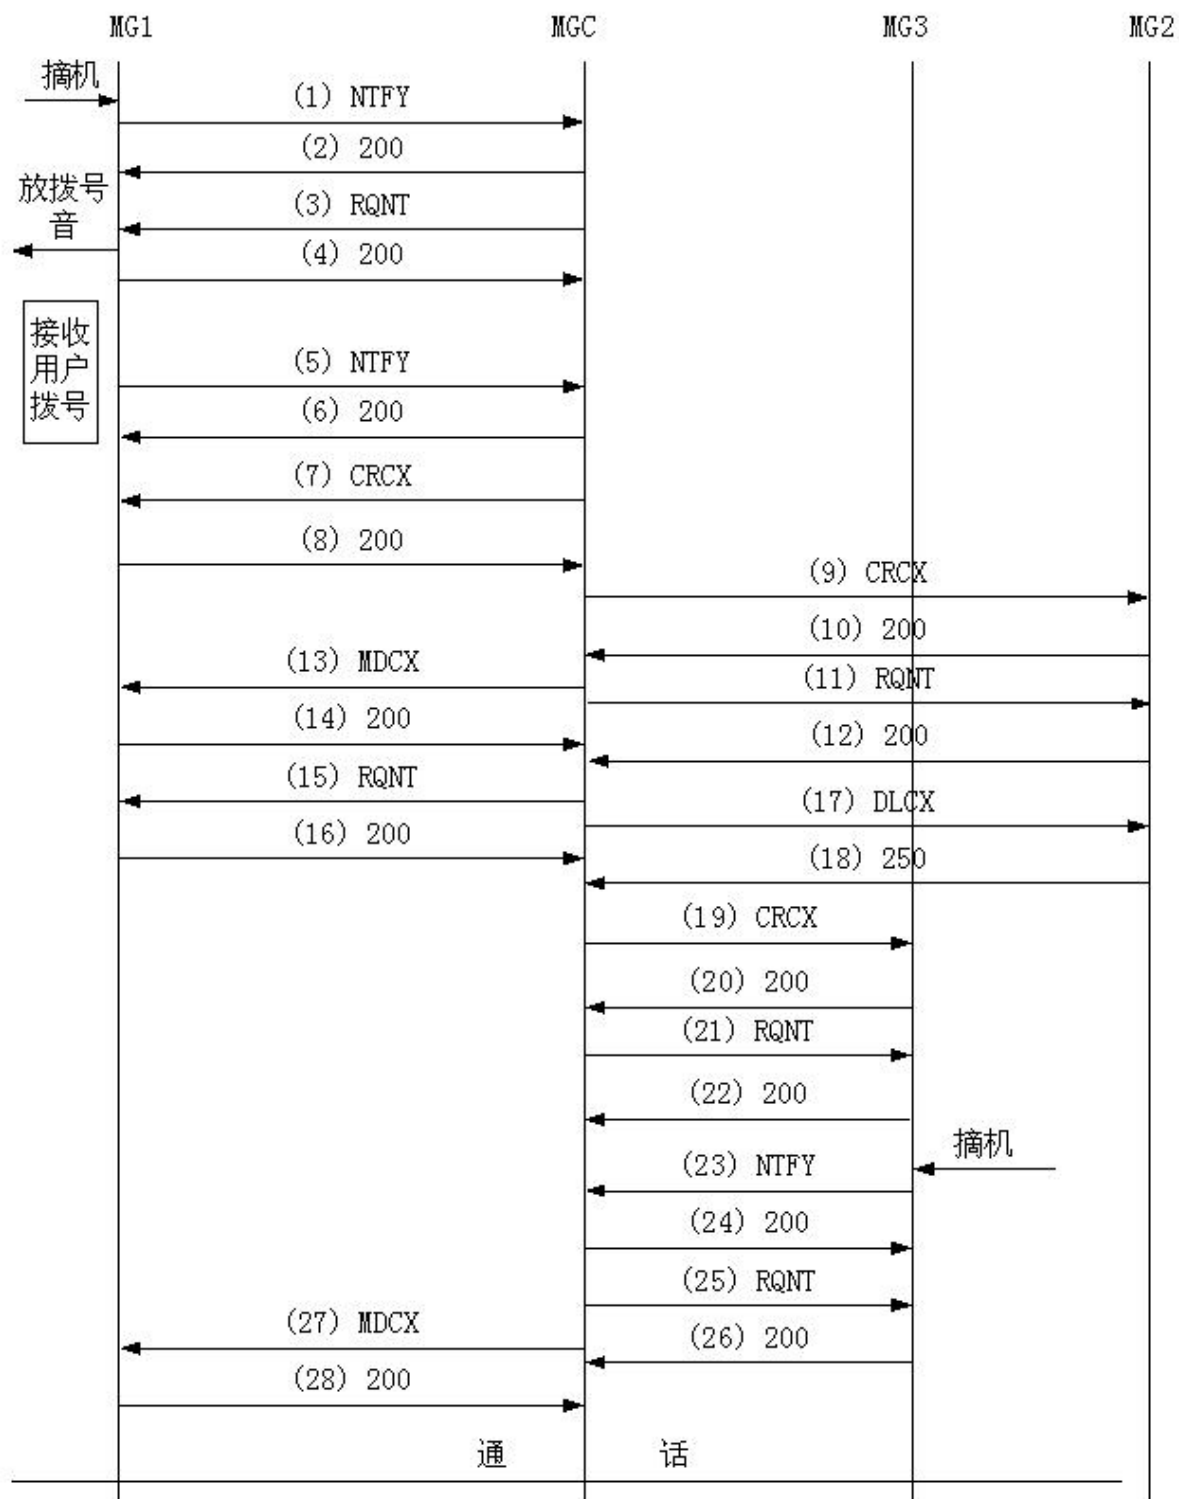 MG1 MGC MG3 MG2
摘机
(1) NTFY
(2) 200
放拨号
音
(3) RQNT
(4) 200
接收
用户
拨号
(5) NTFY
(6) 200
(7) CRCX
(8) 200
(9) CRCX
(10) 200
(13) MDCX
(11) RQNT
(14) 200
(12) 200
(15) RQNT
(17) DLCX
(16) 200
(18) 250
(19) CRCX
(20) 200
(21) RQNT
(22) 200
摘机
(23) NTFY
(24) 200
(25) RQNT
(27) MDCX
(26) 200
(28) 200
通 话